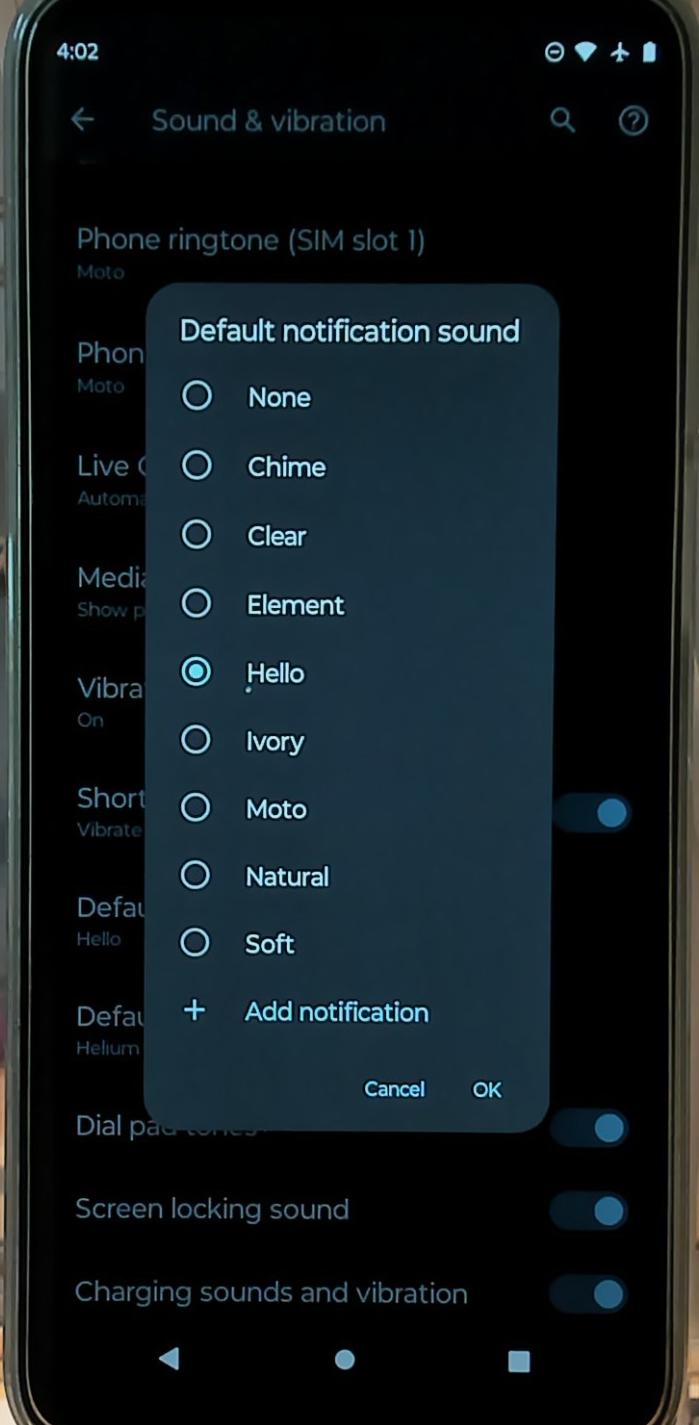 4:02
Sound & vibration
Phone ringtone (SIM slot 1)
Moto
Phon
Moto
Live
Automa
Media
Show p
Vibra
On
Short
Vibrate
Defau
Hello
Defau
Helium
Default notification sound
None
Chime
Clear
Element
Hello
Ivory
Moto
Natural
Soft
+ Add notification
Cancel OK
Dial pad tones
Screen locking sound
Charging sounds and vibration